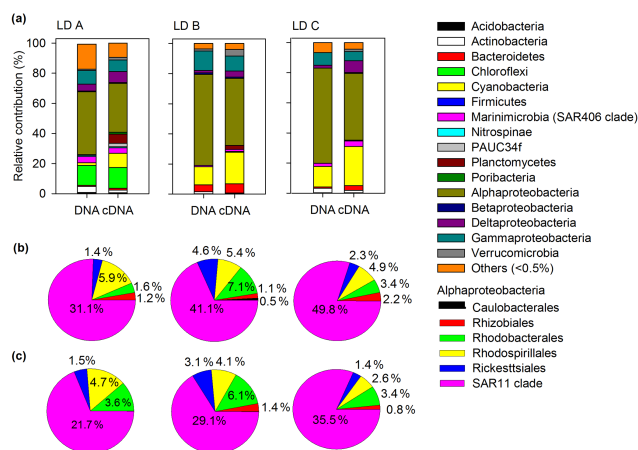 (a) LD A LD B LD C
Relative contribution (%)
100
80
60
40
20
0
DNA cDNA DNA cDNA DNA cDNA
Acidobacteria
Actinobacteria
Bacteroidetes
Chloroflexi
Cyanobacteria
Firmicutes
Marinimicrobia (SAR406 clade)
Nitrospinae
PAUC34f
Planctomycetes
Poribacteria
Alphaproteobacteria
Betaproteobacteria
Deltaproteobacteria
Gammaproteobacteria
Verrucomicrobia
Others (<0.5%)
(b)
1.4%
5.9%
1.6%
1.2%
31.1%
4.6%
5.4%
7.1%
1.1%
0.5%
41.1%
2.3%
4.9%
3.4%
2.2%
49.8%
Alphaproteobacteria
Caulobacterales
Rhizobiales
Rhodobacterales
Rhodospirillales
Rickesttsiales
SAR11 clade
(c)
1.5%
4.7%
3.6%
21.7%
3.1%
4.1%
6.1%
1.4%
29.1%
1.4%
2.6%
3.4%
0.8%
35.5%